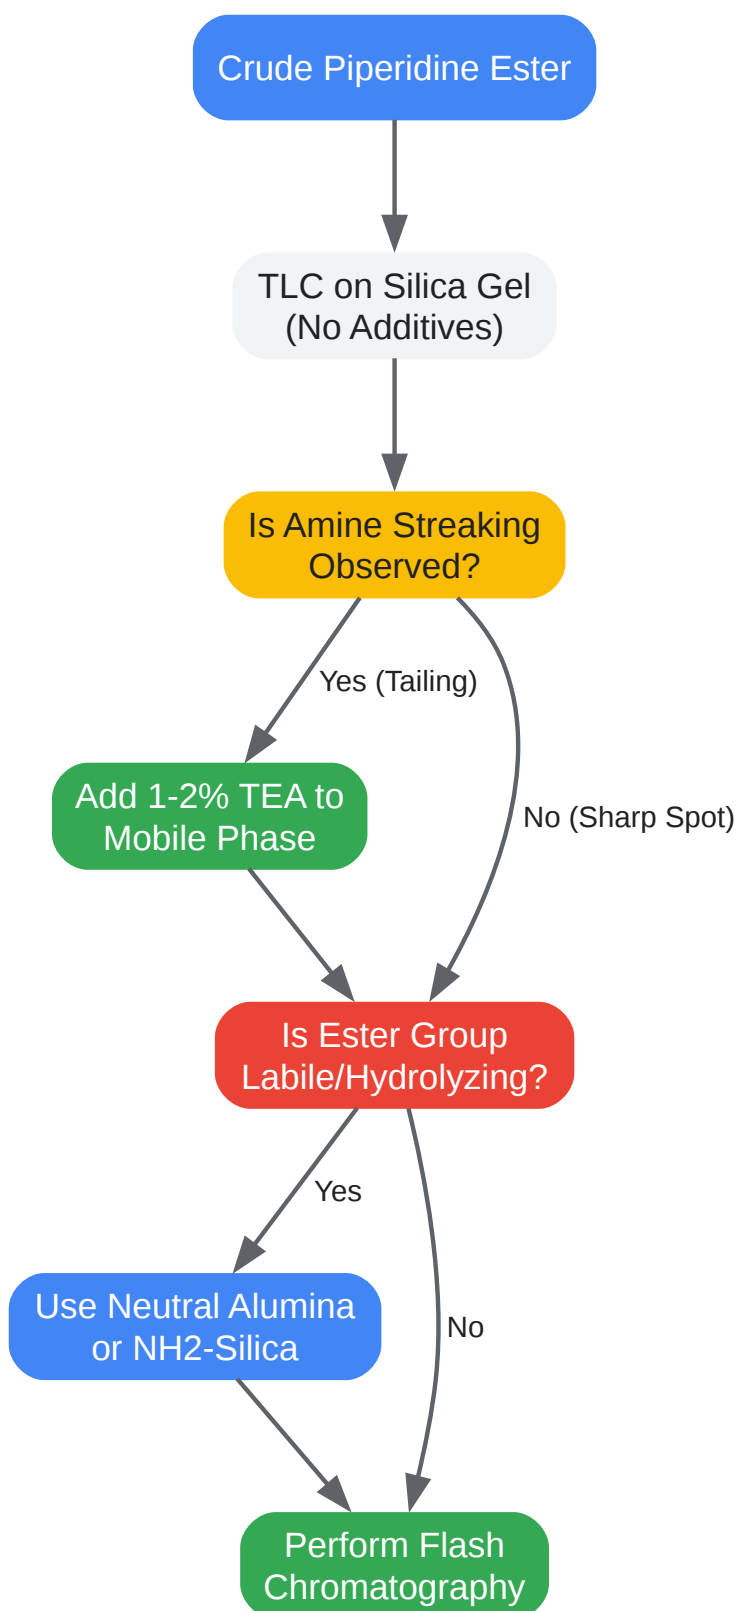 Crude Piperidine Ester
TLC on Silica Gel
(No Additives)
Is Amine Streaking
Observed?
Yes (Tailing)
Add 1-2% TEA to
Mobile Phase
No (Sharp Spot)
Is Ester Group
Labile/Hydrolyzing?
Yes
Use Neutral Alumina
or NH2-Silica
No
Perform Flash
Chromatography